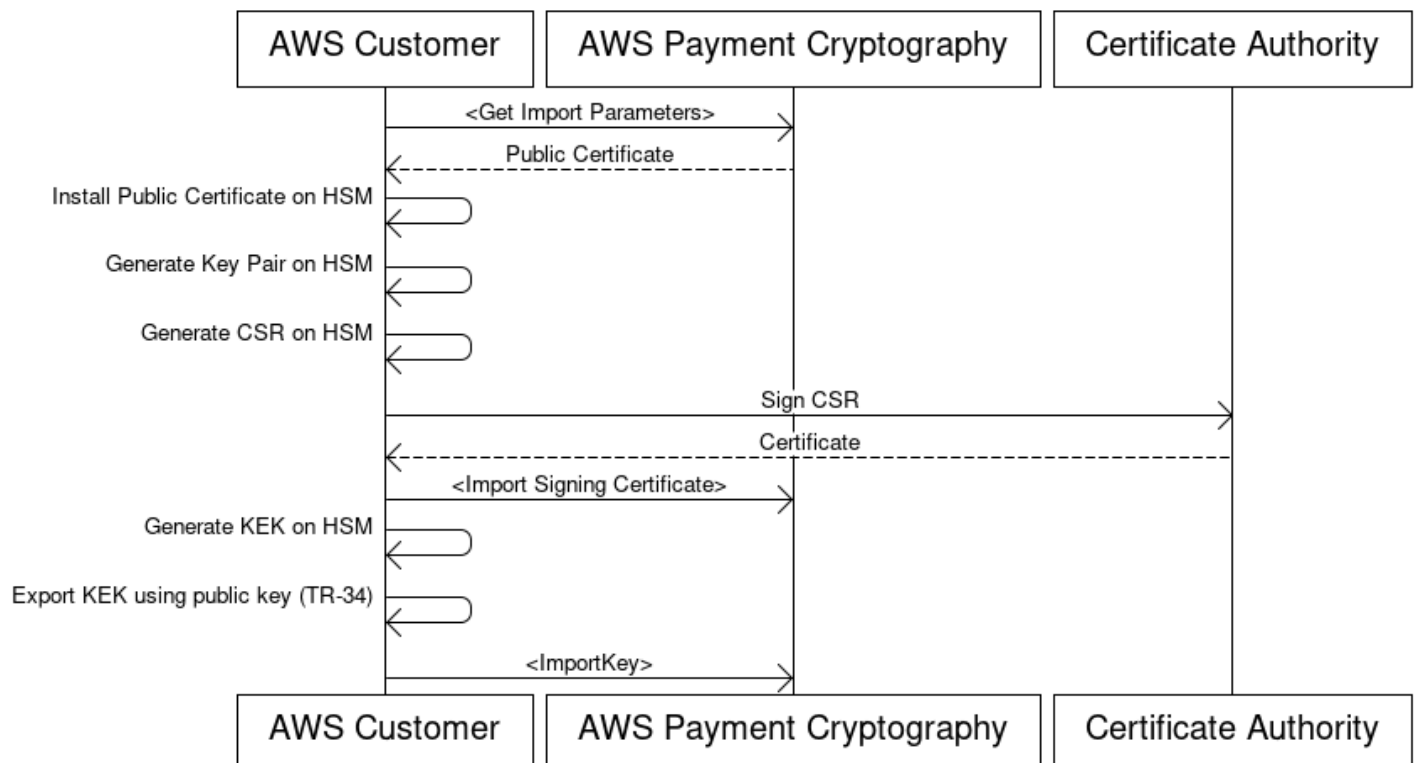 AWS Customer
AWS Payment Cryptography
Certificate Authority
<Get Import Parameters>
Public Certificate
Install Public Certificate on HSM
Generate Key Pair on HSM
Generate CSR on HSM
Sign CSR
Certificate
<Import Signing Certificate>
Generate KEK on HSM
Export KEK using public key (TR-34)
<ImportKey>
AWS Customer
AWS Payment Cryptography
Certificate Authority